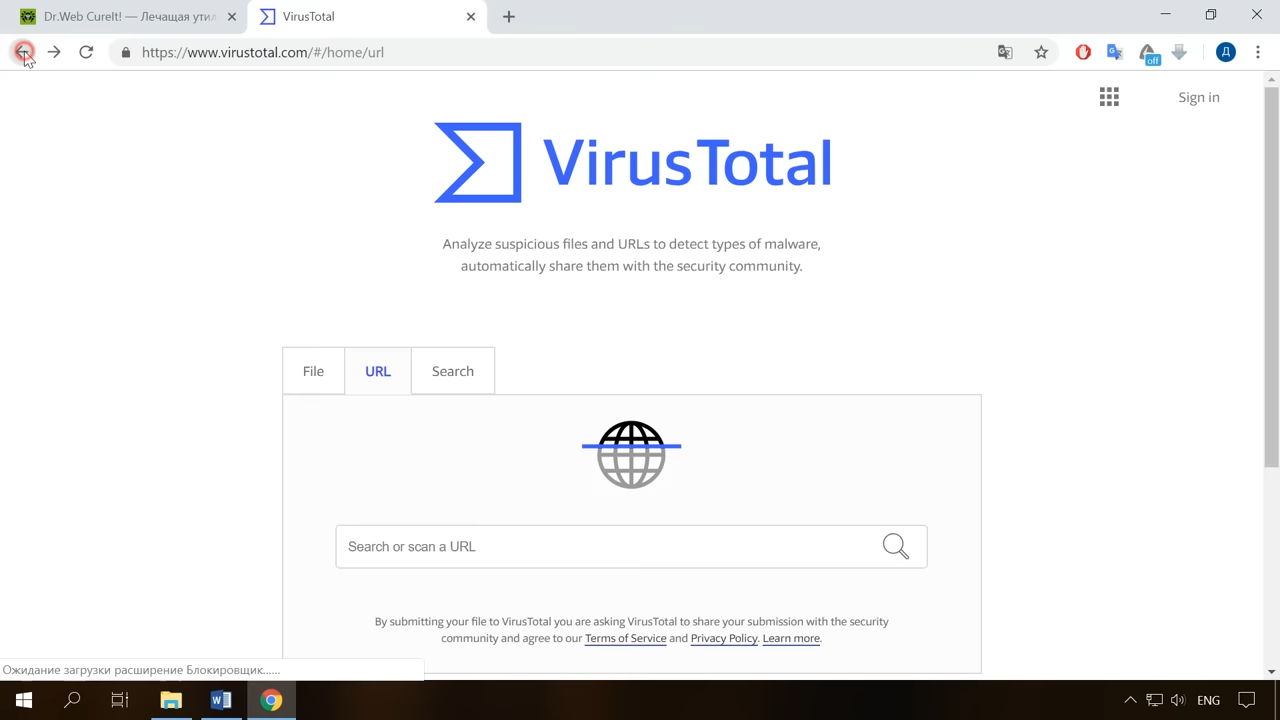 Dr.Web CureIt! — Лечащая утил
VirusTotal
https://www.virustotal.com/#/home/url
off
Д
Sign in
VirusTotal
Analyze suspicious files and URLs to detect types of malware,
automatically share them with the security community.
File URL Search
Search or scan a URL
By submitting your file to VirusTotal you are asking VirusTotal to share your submission with the security
community and agree to our Terms of Service and Privacy Policy. Learn more.
Ожидание загрузки расширение Блокировщик......
ENG